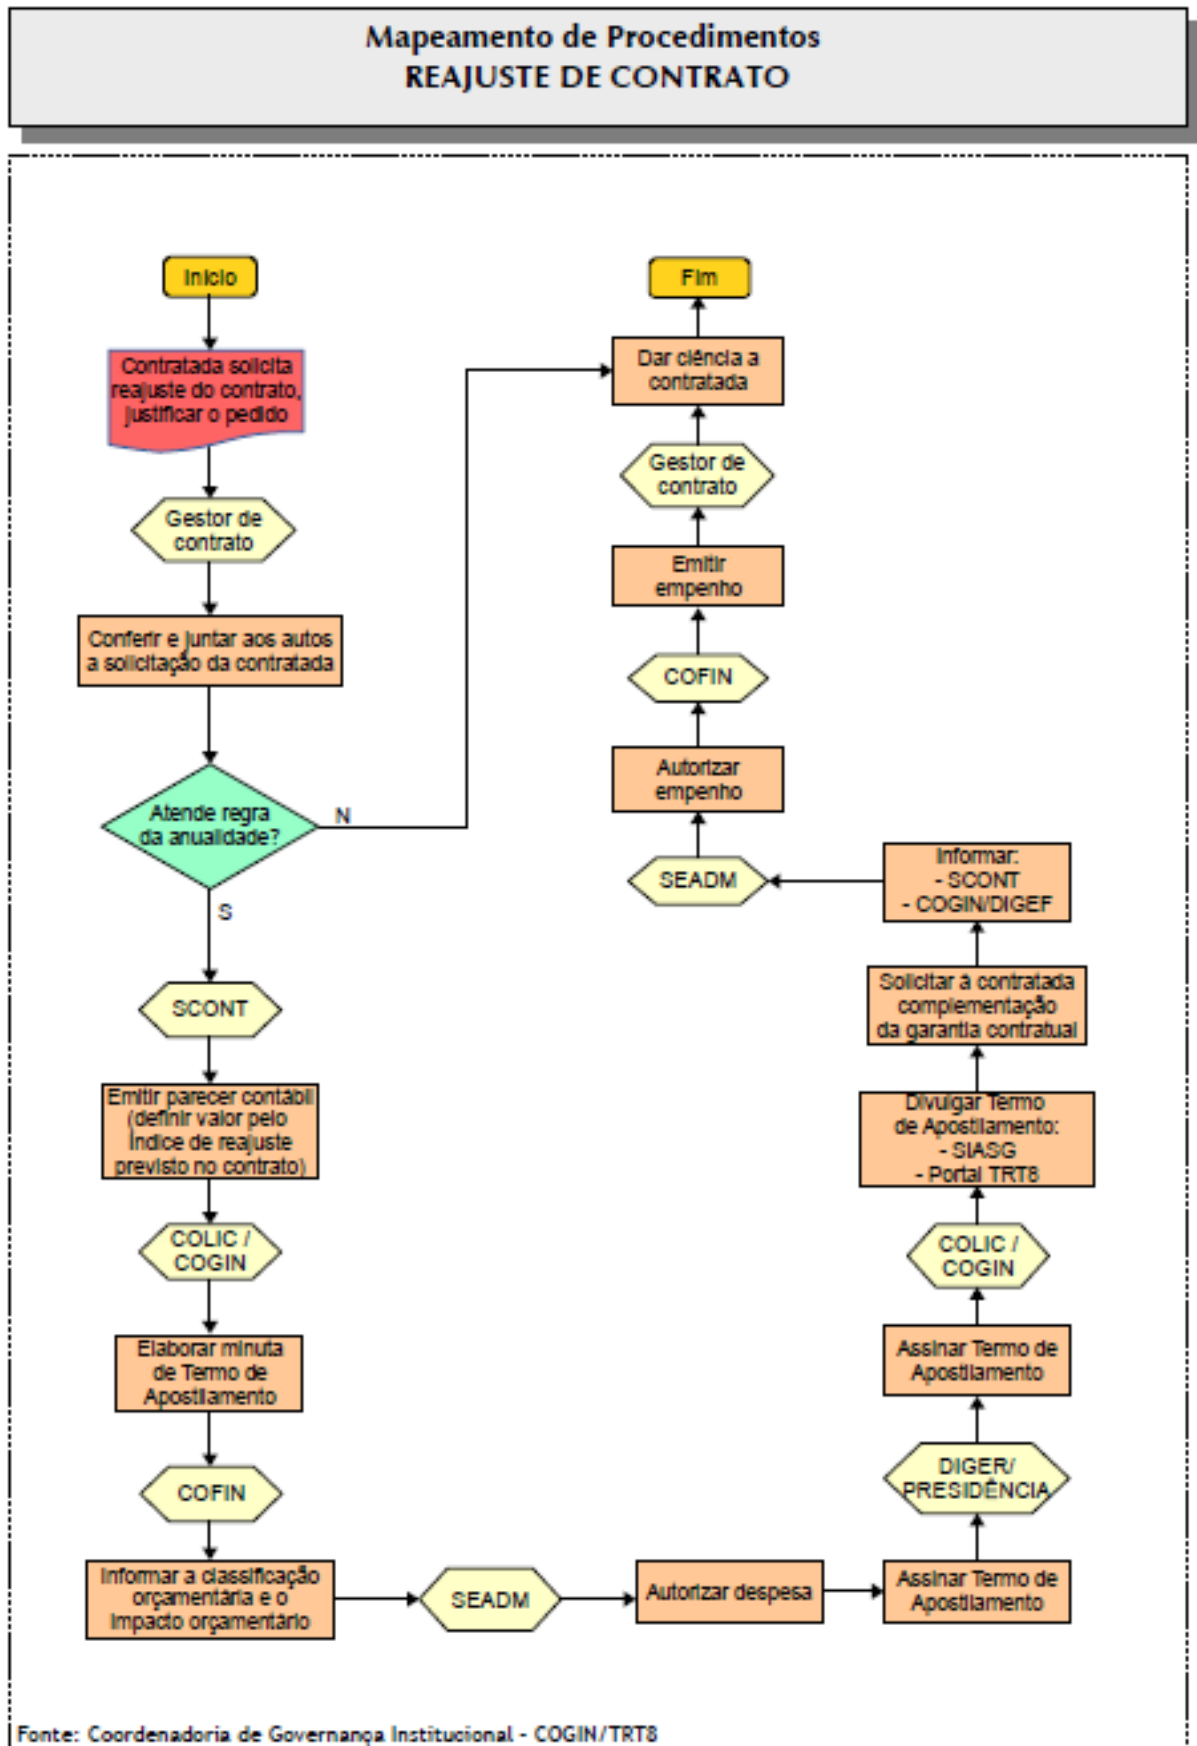 Mapeamento de Procedimentos
REAJUSTE DE CONTRATO
Início
Contratada solicita
reajuste do contrato,
justificar o pedido
Gestor de
contrato
Conferir e juntar aos autos
a solicitação da contratada
Atende regra
da anualidade?
N
S
SCONT
Emitir parecer contábil
(definir valor pelo
Índice de reajuste
previsto no contrato)
COLIC /
COGIN
Elaborar minuta
de Termo de
Apostilamento
COFIN
Informar a classificação
orçamentária e o
impacto orçamentário
SEADM
Autorizar despesa
Assinar Termo de
Apostilamento
DIGER/
PRESIDÊNCIA
Assinar Termo de
Apostilamento
COLIC /
COGIN
Divulgar Termo
de Apostilamento:
- SIASG
- Portal TRT8
Solicitar à contratada
complementação
da garantia contratual
Informar:
- SCONT
- COGIN/DIGEF
SEADM
Autorizar
empenho
COFIN
Emitir
empenho
Gestor de
contrato
Dar ciência a
contratada
Fim
Fonte: Coordenadoria de Governança Institucional - COGIN/TRT8